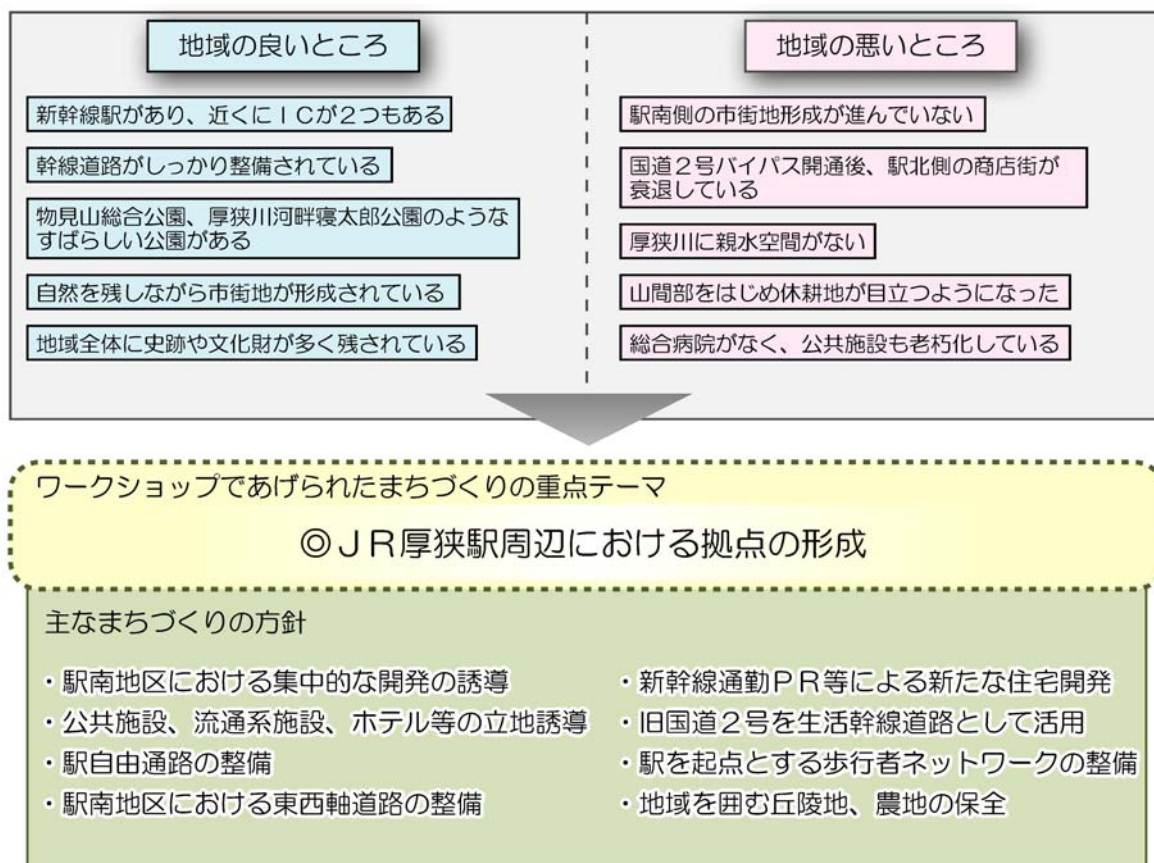 地域の良いところ
新幹線駅があり、近くにＩＣが２つもある
幹線道路がしっかり整備されている
物見山総合公園、厚狭川河畔寝太郎公園のような
すばらしい公園がある
自然を残しながら市街地が形成されている
地域全体に史跡や文化財が多く残されている
地域の悪いところ
駅南側の市街地形成が進んでいない
国道２号バイパス開通後、駅北側の商店街が
衰退している
厚狭川に親水空間がない
山間部をはじめ休耕地が目立つようになった
総合病院がなく、公共施設も老朽化している
ワークショップであげられたまちづくりの重点テーマ
◎ＪＲ厚狭駅周辺における拠点の形成
主なまちづくりの方針
・駅南地区における集中的な開発の誘導
・公共施設、流通系施設、ホテル等の立地誘導
・駅自由通路の整備
・駅南地区における東西軸道路の整備
・新幹線通勤ＰＲ等による新たな住宅開発
・旧国道２号を生活幹線道路として活用
・駅を起点とする歩行者ネットワークの整備
・地域を囲む丘陵地、農地の保全